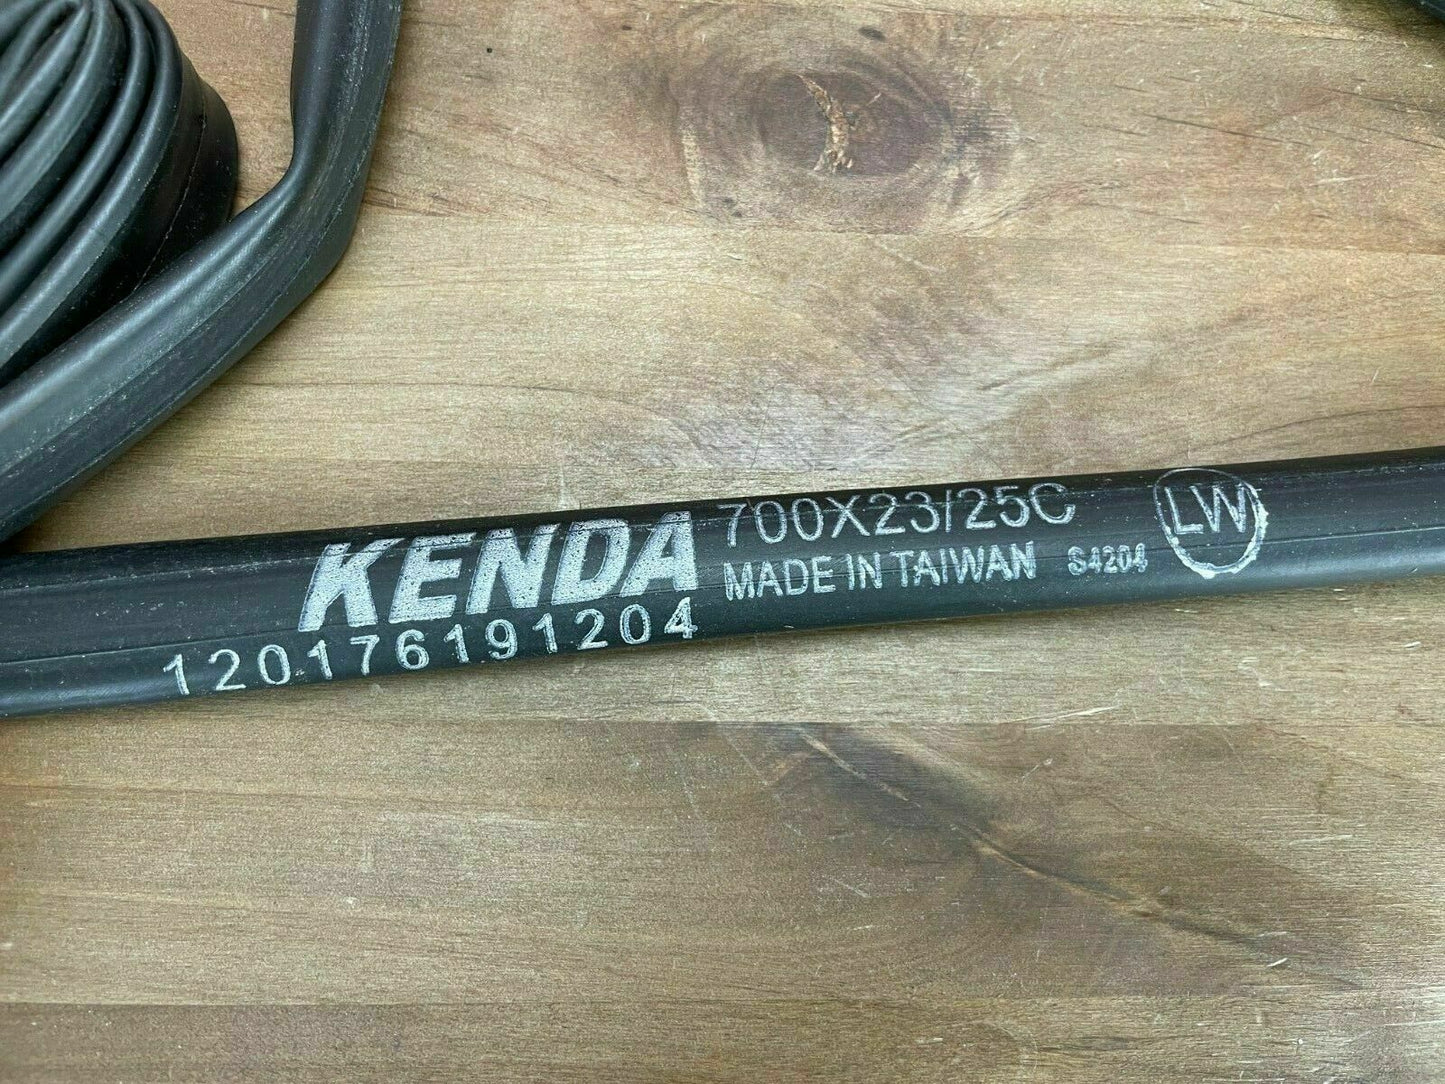 KENDA 700X23/25C LW
MADE IN TAIWAN S4204
120176191204